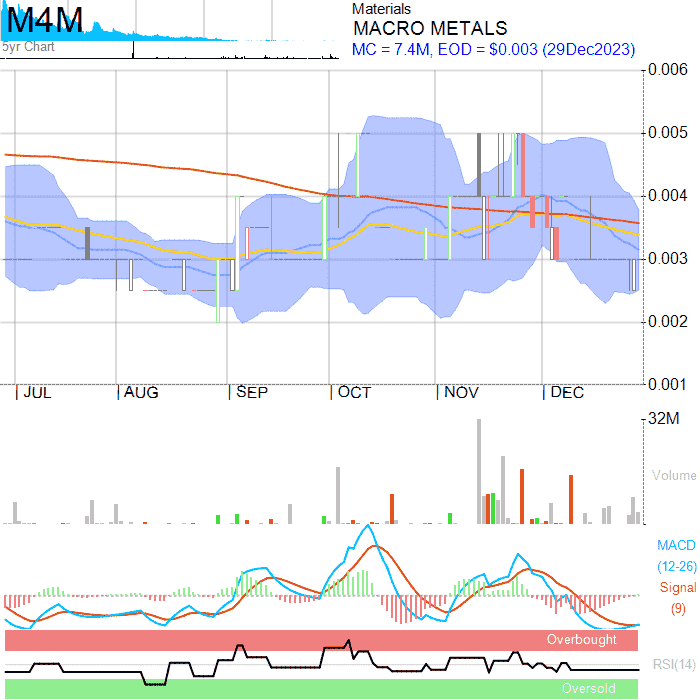 M4M
5yr Chart
Materials
MACRO METALS
MC = 7.4M, EOD = $0.003 (29Dec2023)
0.006
0.005
0.004
0.003
0.002
0.001
JUL AUG SEP OCT NOV DEC
32M
Volume
MACD
(12-26)
Signal
(9)
Overbought
RSI(14)
Oversold